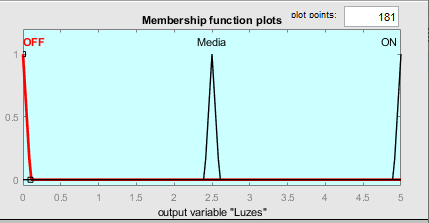 Membership function plots
plot points:
181
OFF
Media
ON
1
0.5
0
0
0.5
1
1.5
2
2.5
3
3.5
4
4.5
5
output variable "Luzes"